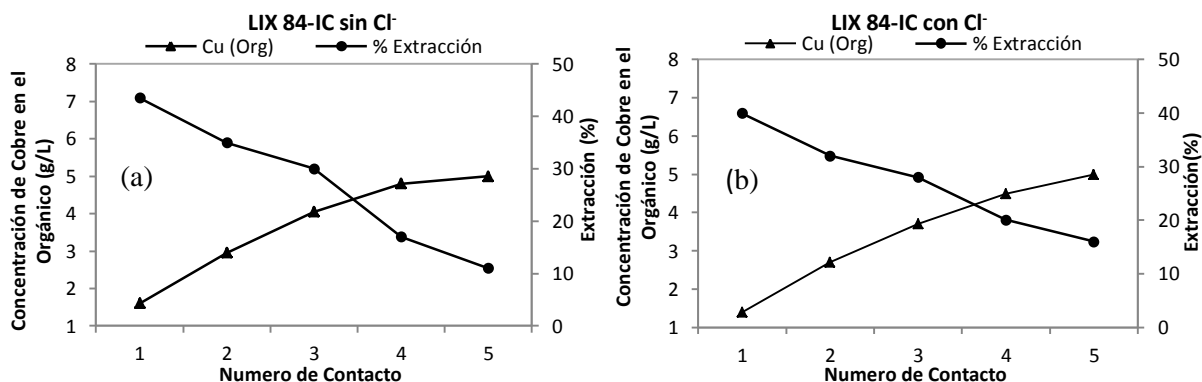 LIX 84-IC sin Cl-
Cu (Org)
% Extracción
8
7
6
5
4
3
2
1
50
40
30
20
10
0
1 2 3 4 5
Concentración de Cobre en el
Orgánico (g/L)
Extracción (%)
(a)
Numero de Contacto
LIX 84-IC con Cl-
Cu (Org)
% Extracción
8
7
6
5
4
3
2
1
50
40
30
20
10
0
1 2 3 4 5
Concentración de Cobre en el
Orgánico (g/L)
Extracción(%)
(b)
Numero de Contacto